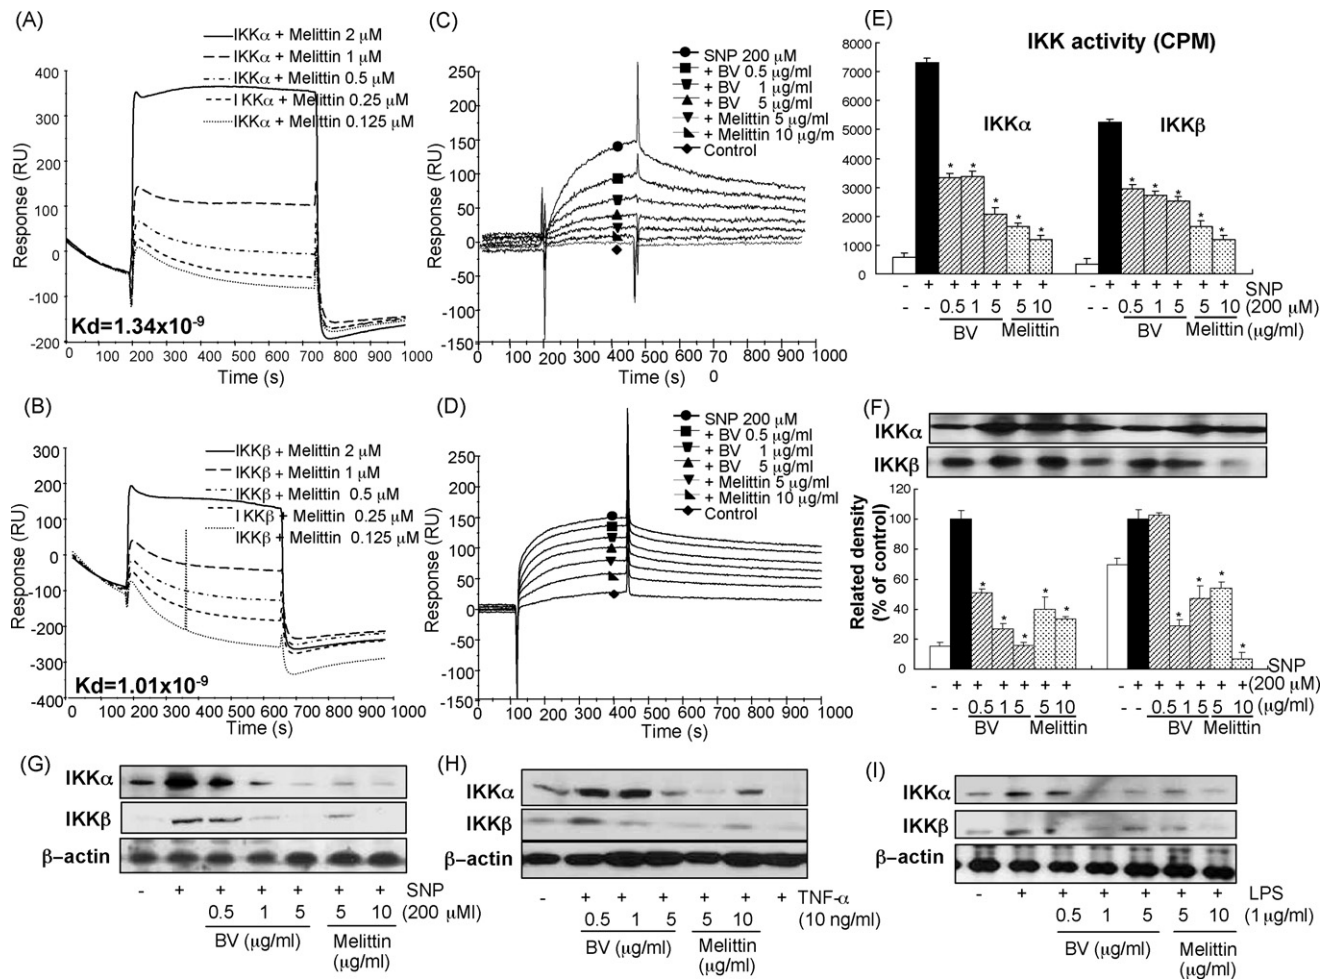 (A)
IKKα + Melittin 2 μM
IKKα + Melittin 1 μM
IKKα + Melittin 0.5 μM
I KKα + Melittin 0.25 μM
IKKα + Melittin 0.125 μM
Response (RU)
400
300
200
100
0
-100
-200
Kd=1.34x10-9
0 200 400 600 800 1000
Time (s)
(C)
SNP 200 μM
+ BV 0.5 μg/ml
+ BV 1 μg/ml
+ BV 5 μg/ml
+ Melittin 5 μg/ml
+ Melittin 10 μg/m
Control
Response (RU)
250
200
150
100
50
0
-50
-100
-150
0 100 200 300 400 500 600 70 800 900 1000
Time (s) 0
(E)
IKK activity (CPM)
8000
7000
6000
5000
4000
3000
2000
1000
0
IKKα IKKβ
* * * * * * * * * *
- + + + + + + - + + + + + + SNP
- - 0.5 1 5 5 10 - - 0.5 1 5 5 10 (200 μM)
BV Melittin BV Melittin (μg/ml)
(B)
IKKβ + Melittin 2 μM
IKKβ + Melittin 1 μM
IKKβ + Melittin 0.5 μM
I KKβ + Melittin 0.25 μM
IKKβ + Melittin 0.125 μM
Response (RU)
300
200
100
0
-100
-200
-300
-400
Kd=1.01x10-9
0 100 200 300 400 500 600 700 800 900 1000
Time (s)
(D)
SNP 200 μM
+ BV 0.5 μg/ml
+ BV 1 μg/ml
+ BV 5 μg/ml
+ Melittin 5 μg/ml
+ Melittin 10 μg/ml
Control
Response (RU)
250
200
150
100
50
0
-50
-100
-150
0 100 200 300 400 500 600 700 800 900 1000
Time (s)
(F)
IKKα
IKKβ
Related density
(% of control)
120
100
80
60
40
20
0
* * * * * * * * *
SNP
- + + + + + + - + + + + + + (200 μM)
- - 0.5 1 5 5 10 - - 0.5 1 5 5 10 (μg/ml)
BV Melittin BV Melittin
(G)
IKKα
IKKβ
β-actin
- + + + + + + SNP
0.5 1 5 5 10 (200 μMl)
BV (μg/ml) Melittin
(μg/ml)
(H)
IKKα
IKKβ
β-actin
- + + + + + + TNF-α
0.5 1 5 5 10 (10 ng/ml)
BV (μg/ml) Melittin
(μg/ml)
(I)
IKKα
IKKβ
β-actin
- + + + + + + LPS
0.5 1 5 5 10 (1 μg/ml)
BV (μg/ml) Melittin
(μg/ml)